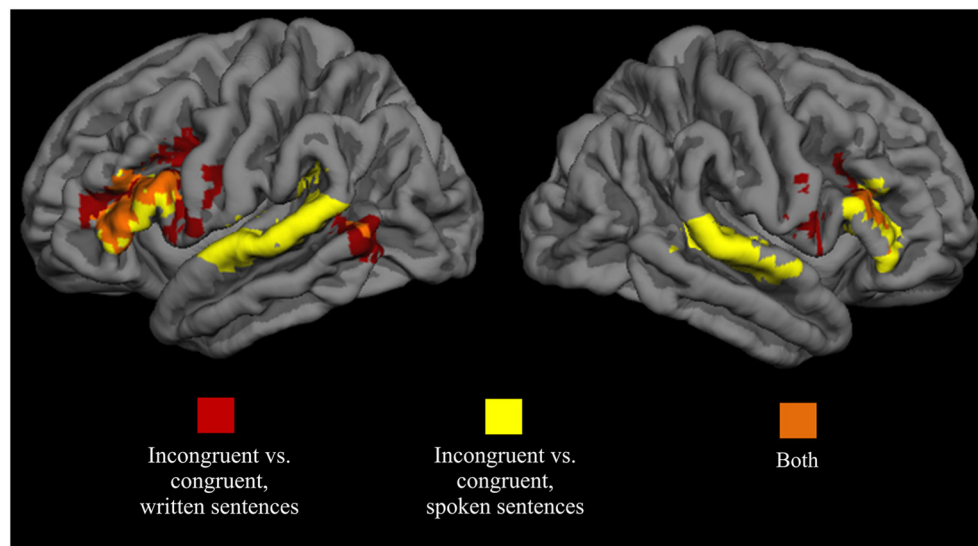 Incongruent vs.
congruent,
written sentences
Incongruent vs.
congruent,
spoken sentences
Both